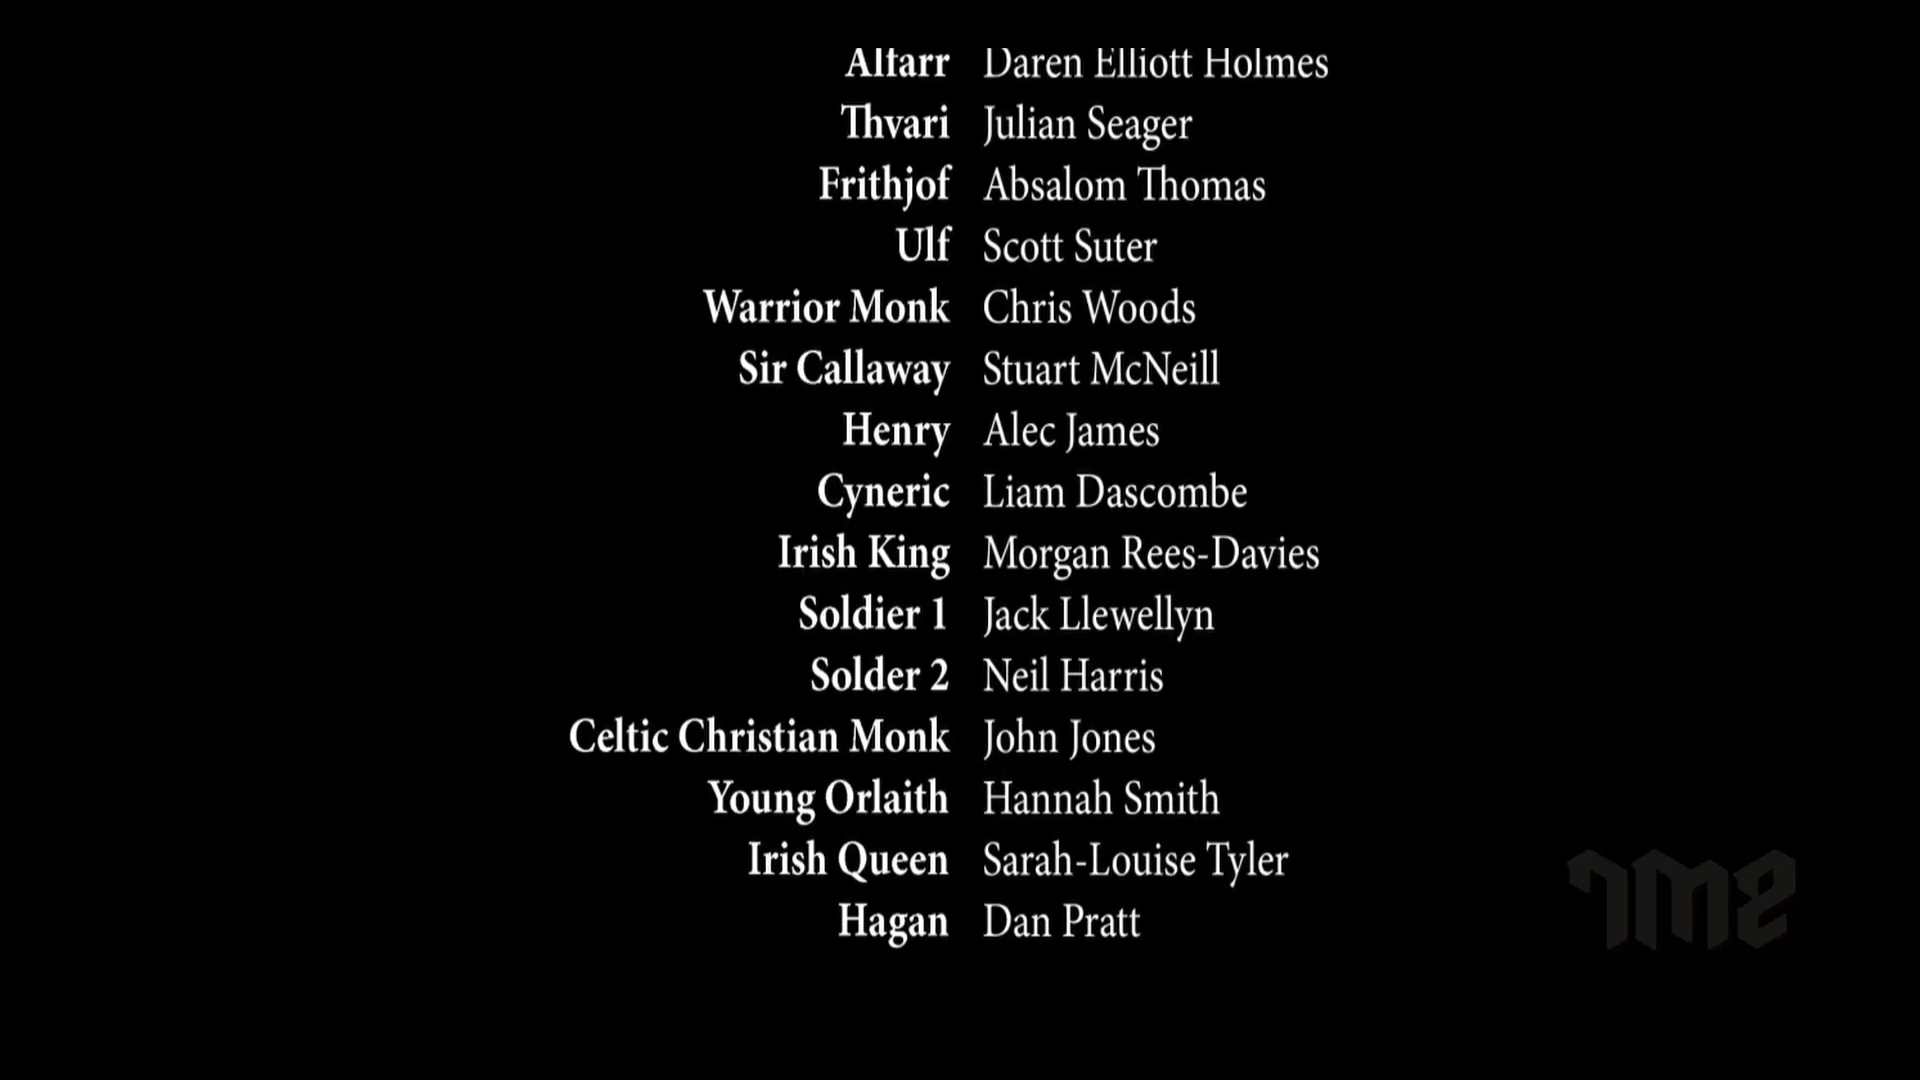 Daren Elliott Holmes
Thvari Julian Seager
Frithjof Absalom Thomas
Ulf Scott Suter
Warrior Monk Chris Woods
Sir Callaway Stuart McNeill
Henry Alec James
Cyneric Liam Dascombe
Irish King Morgan Rees-Davies
Soldier 1 Jack Llewellyn
Solder 2 Neil Harris
Celtic Christian Monk John Jones
Young Orlaith Hannah Smith
Irish Queen Sarah-Louise Tyler
Hagan Dan Pratt